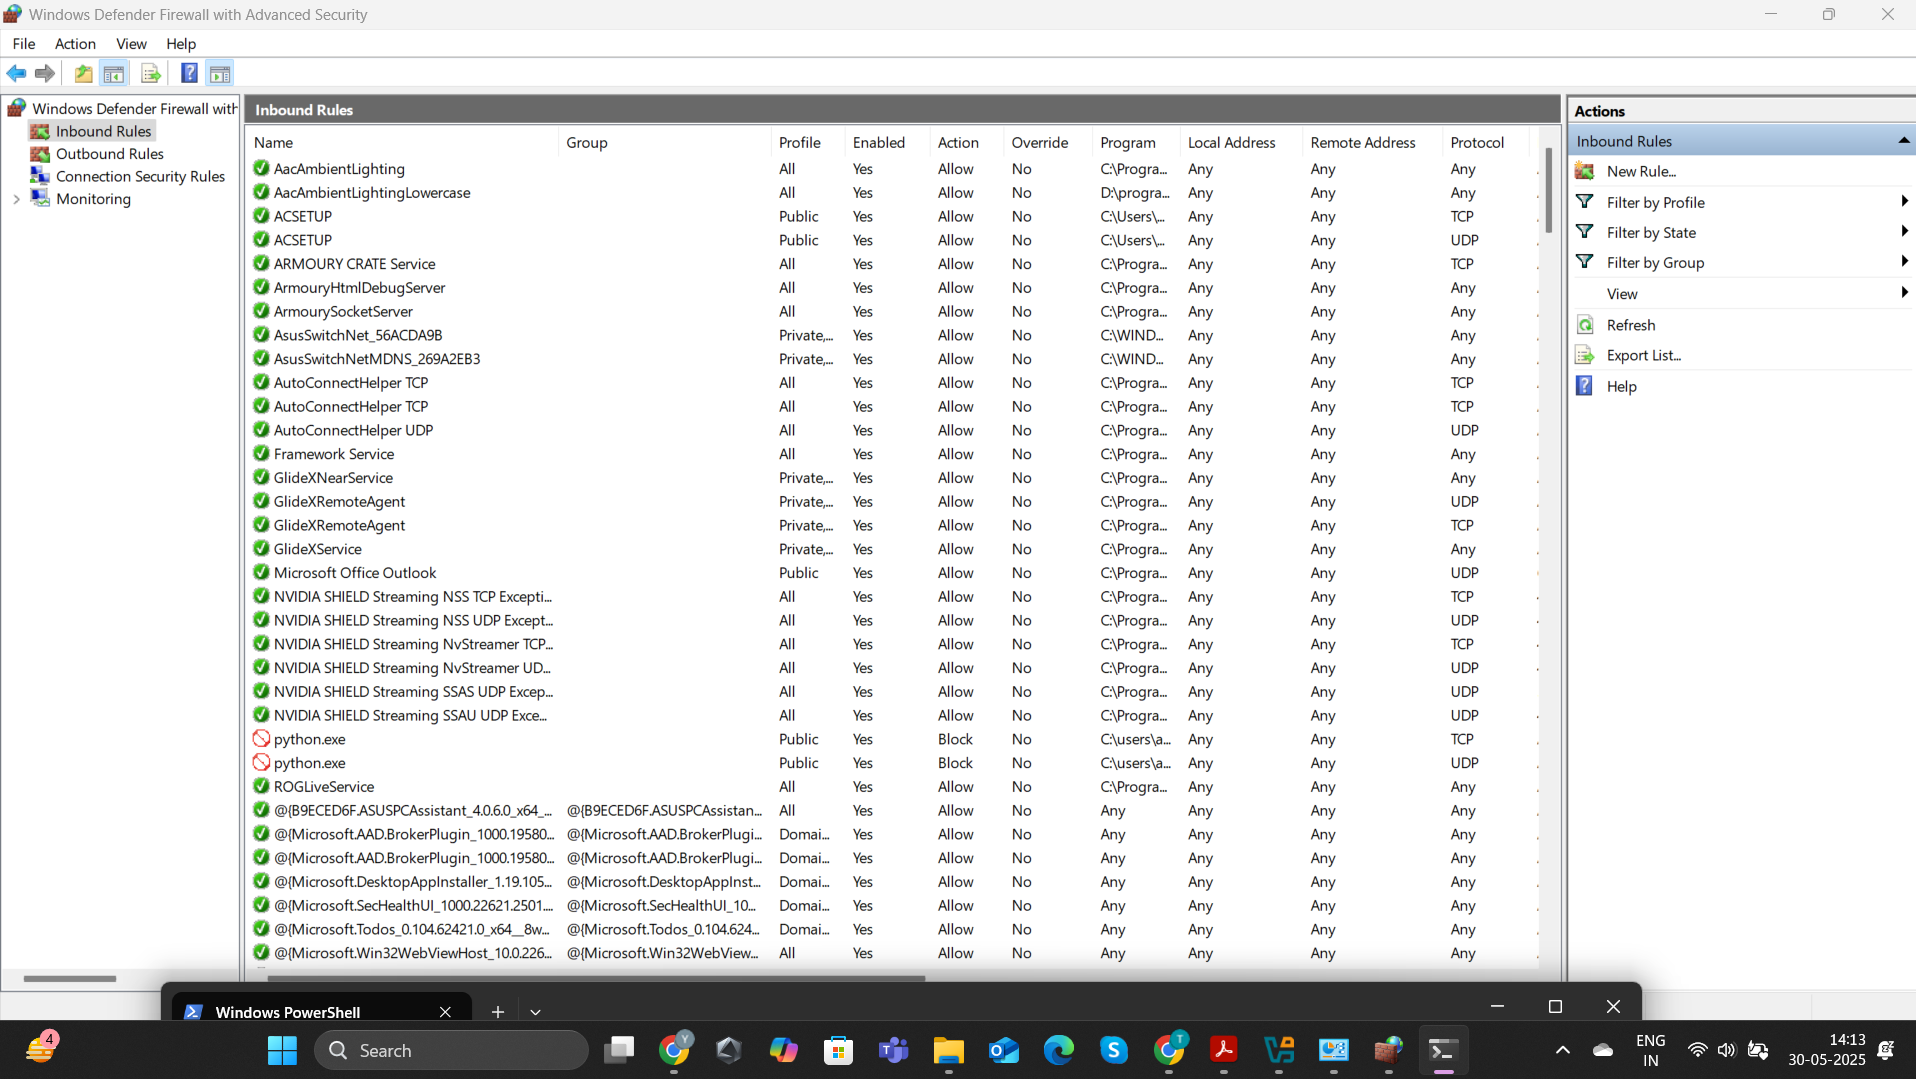 Windows Defender Firewall with Advanced Security
File Action View Help
Windows Defender Firewall with
Inbound Rules
Outbound Rules
Connection Security Rules
Monitoring
Inbound Rules
Name Group Profile Enabled Action Override Program Local Address Remote Address Protocol
AacAmbientLighting All Yes Allow No C:\Progra... Any Any Any
AacAmbientLightingLowercase All Yes Allow No D:\progra... Any Any Any
ACSETUP Public Yes Allow No C:\Users\... Any Any TCP
ACSETUP Public Yes Allow No C:\Users\... Any Any UDP
ARMOURY CRATE Service All Yes Allow No C:\Progra... Any Any TCP
ArmouryHtmlDebugServer All Yes Allow No C:\Progra... Any Any Any
ArmourySocketServer All Yes Allow No C:\Progra... Any Any Any
AsusSwitchNet_56ACDA9B Private,... Yes Allow No C:\WIND... Any Any Any
AsusSwitchNetMDNS_269A2EB3 Private,... Yes Allow No C:\WIND... Any Any Any
AutoConnectHelper TCP All Yes Allow No C:\Progra... Any Any TCP
AutoConnectHelper TCP All Yes Allow No C:\Progra... Any Any TCP
AutoConnectHelper UDP All Yes Allow No C:\Progra... Any Any UDP
Framework Service All Yes Allow No C:\Progra... Any Any Any
GlideXNearService Private,... Yes Allow No C:\Progra... Any Any Any
GlideXRemoteAgent Private,... Yes Allow No C:\Progra... Any Any UDP
GlideXRemoteAgent Private,... Yes Allow No C:\Progra... Any Any TCP
GlideXService Private,... Yes Allow No C:\Progra... Any Any Any
Microsoft Office Outlook Public Yes Allow No C:\Progra... Any Any UDP
NVIDIA SHIELD Streaming NSS TCP Excepti... All Yes Allow No C:\Progra... Any Any TCP
NVIDIA SHIELD Streaming NSS UDP Except... All Yes Allow No C:\Progra... Any Any UDP
NVIDIA SHIELD Streaming NvStreamer TCP... All Yes Allow No C:\Progra... Any Any TCP
NVIDIA SHIELD Streaming NvStreamer UD... All Yes Allow No C:\Progra... Any Any UDP
NVIDIA SHIELD Streaming SSAS UDP Excep... All Yes Allow No C:\Progra... Any Any UDP
NVIDIA SHIELD Streaming SSAU UDP Exce... All Yes Allow No C:\Progra... Any Any UDP
python.exe Public Yes Block No C:\users\a... Any Any TCP
python.exe Public Yes Block No C:\users\a... Any Any UDP
ROGLiveService All Yes Allow No C:\Progra... Any Any Any
@{B9ECED6F.ASUSPCAssistant_4.0.6.0_x64_... @{B9ECED6F.ASUSPCAssistan... All Yes Allow No Any Any Any Any
@{Microsoft.AAD.BrokerPlugin_1000.19580... @{Microsoft.AAD.BrokerPlugi... Domai... Yes Allow No Any Any Any Any
@{Microsoft.AAD.BrokerPlugin_1000.19580... @{Microsoft.AAD.BrokerPlugi... Domai... Yes Allow No Any Any Any Any
@{Microsoft.DesktopAppInstaller_1.19.105... @{Microsoft.DesktopAppInst... Domai... Yes Allow No Any Any Any Any
@{Microsoft.SecHealthUI_1000.22621.2501.... @{Microsoft.SecHealthUI_10... Domai... Yes Allow No Any Any Any Any
@{Microsoft.Todos_0.104.62421.0_x64__8w... @{Microsoft.Todos_0.104.624... Domai... Yes Allow No Any Any Any Any
@{Microsoft.Win32WebViewHost_10.0.226... @{Microsoft.Win32WebView... All Yes Allow No Any Any Any Any
Actions
Inbound Rules
New Rule...
Filter by Profile
Filter by State
Filter by Group
View
Refresh
Export List...
Help
Windows PowerShell
4
Search
Y
T
ENG
IN
14:13
30-05-2025